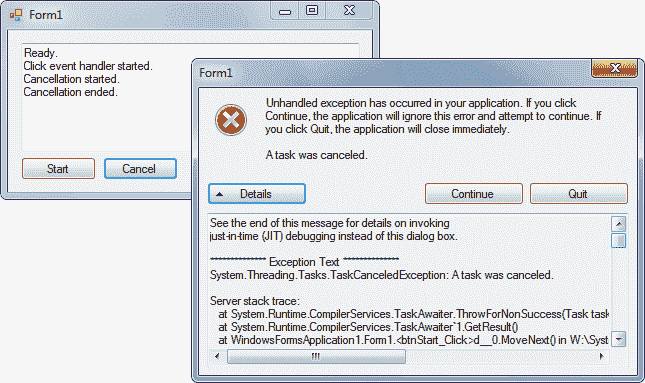 Form1
Ready.
Click event handler started.
Cancellation started.
Cancellation ended.
Start
Cancel
Form1
Unhandled exception has occurred in your application. If you click
Continue, the application will ignore this error and attempt to continue. If
you click Quit, the application will close immediately.
A task was canceled.
Details
Continue
Quit
See the end of this message for details on invoking
just-in-time (JIT) debugging instead of this dialog box.
************** Exception Text **************
System.Threading.Tasks.TaskCanceledException: A task was canceled.
Server stack trace:
at System.Runtime.CompilerServices.TaskAwaiter.ThrowForNonSuccess(Task task
at System.Runtime.CompilerServices.TaskAwaiter`1.GetResult()
at WindowsFormsApplication1.Form1.<btnStart_Click>d__0.MoveNext() in W:\Syst